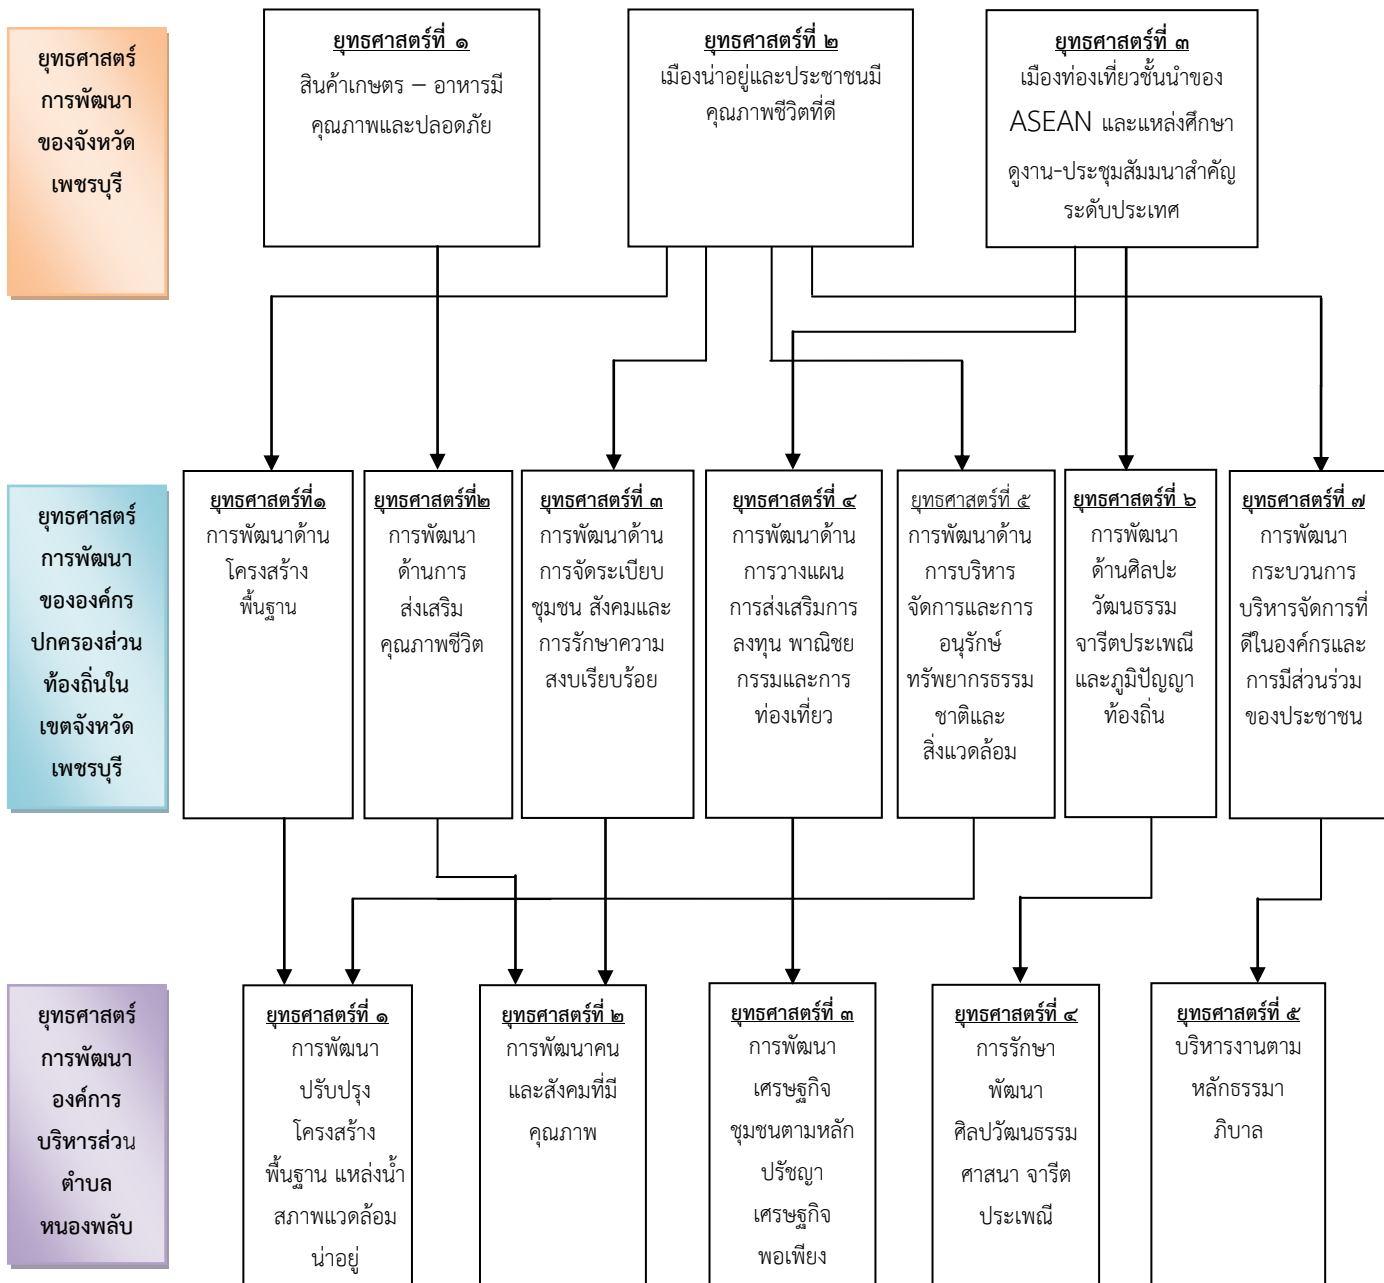 ยุทธศาสตร์
การพัฒนา
ของจังหวัด
เพชรบุรี
ยุทธศาสตร์ที่ ๑
สินค้าเกษตร – อาหารมี
คุณภาพและปลอดภัย
ยุทธศาสตร์ที่ ๒
เมืองน่าอยู่และประชาชนมี
คุณภาพชีวิตที่ดี
ยุทธศาสตร์ที่ ๓
เมืองท่องเที่ยวชั้นนำของ
ASEAN และแหล่งศึกษา
ดูงาน-ประชุมสัมมนาสำคัญ
ระดับประเทศ
ยุทธศาสตร์
การพัฒนา
ขององค์กร
ปกครองส่วน
ท้องถิ่นใน
เขตจังหวัด
เพชรบุรี
ยุทธศาสตร์ที่๑
การพัฒนาด้าน
โครงสร้าง
พื้นฐาน
ยุทธศาสตร์ที่๒
การพัฒนา
ด้านการ
ส่งเสริม
คุณภาพชีวิต
ยุทธศาสตร์ที่ ๓
การพัฒนาด้าน
การจัดระเบียบ
ชุมชน สังคมและ
การรักษาความ
สงบเรียบร้อย
ยุทธศาสตร์ที่ ๔
การพัฒนาด้าน
การวางแผน
การส่งเสริมการ
ลงทุน พาณิชย
กรรมและการ
ท่องเที่ยว
ยุทธศาสตร์ที่ ๕
การพัฒนาด้าน
การบริหาร
จัดการและการ
อนุรักษ์
ทรัพยากรธรรม
ชาติและ
สิ่งแวดล้อม
ยุทธศาสตร์ที่ ๖
การพัฒนา
ด้านศิลปะ
วัฒนธรรม
จารีตประเพณี
และภูมิปัญญา
ท้องถิ่น
ยุทธศาสตร์ที่ ๗
การพัฒนา
กระบวนการ
บริหารจัดการที่
ดีในองค์กรและ
การมีส่วนร่วม
ของประชาชน
ยุทธศาสตร์
การพัฒนา
องค์การ
บริหารส่วน
ตำบล
หนองพลับ
ยุทธศาสตร์ที่ ๑
การพัฒนา
ปรับปรุง
โครงสร้าง
พื้นฐาน แหล่งน้ำ
สภาพแวดล้อม
น่าอยู่
ยุทธศาสตร์ที่ ๒
การพัฒนาคน
และสังคมที่มี
คุณภาพ
ยุทธศาสตร์ที่ ๓
การพัฒนา
เศรษฐกิจ
ชุมชนตามหลัก
ปรัชญา
เศรษฐกิจ
พอเพียง
ยุทธศาสตร์ที่ ๔
การรักษา
พัฒนา
ศิลปวัฒนธรรม
ศาสนา จารีต
ประเพณี
ยุทธศาสตร์ที่ ๕
บริหารงานตาม
หลักธรรมา
ภิบาล